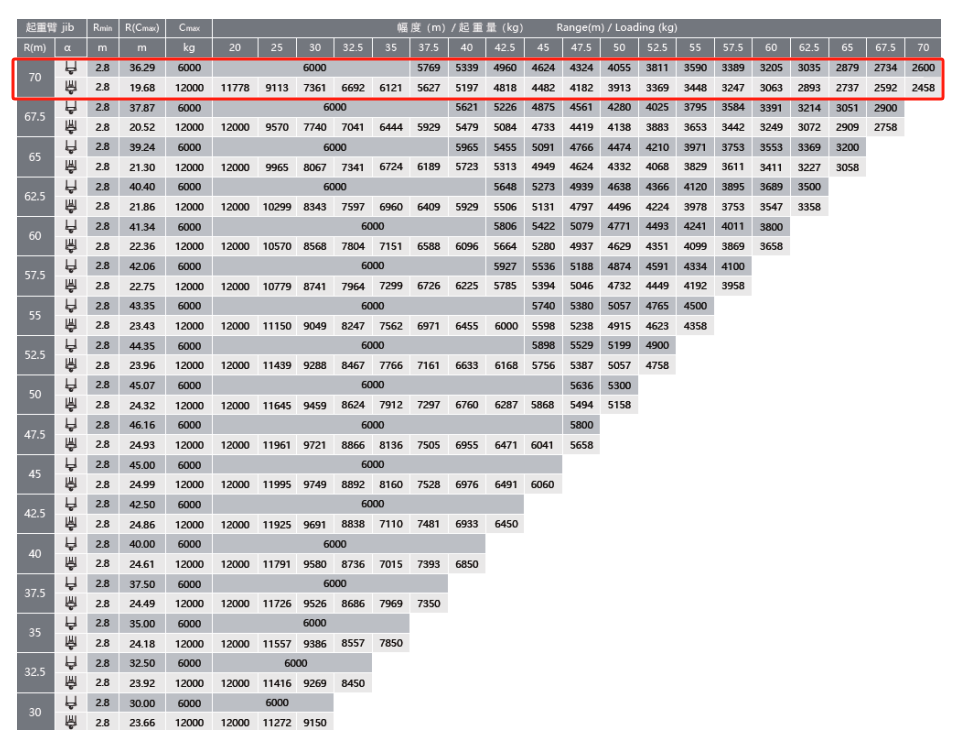 起重臂 jib Rmin R(Cmax) Cmax 幅度 (m) / 起重量 (kg) Range(m) / Loading (kg)
R(m) α m m kg 20 25 30 32.5 35 37.5 40 42.5 45 47.5 50 52.5 55 57.5 60 62.5 65 67.5 70
70 2.8 36.29 6000 6000 5769 5339 4960 4624 4324 4055 3811 3590 3389 3205 3035 2879 2734 2600
2.8 19.68 12000 11778 9113 7361 6692 6121 5627 5197 4818 4482 4182 3913 3369 3448 3247 3063 2893 2737 2592 2458
67.5 2.8 37.87 6000 6000 5621 5226 4875 4561 4280 4025 3795 3584 3391 3214 3051 2900
2.8 20.52 12000 12000 9570 7740 7041 6444 5929 5479 5084 4733 4419 4138 3883 3653 3442 3249 3072 2909 2758
65 2.8 39.24 6000 6000 5965 5455 5091 4766 4474 4210 3971 3753 3553 3369 3200
2.8 21.30 12000 12000 9965 8067 7341 6724 6189 5723 5313 4949 4624 4332 4068 3829 3611 3411 3227 3058
62.5 2.8 40.40 6000 6000 5648 5273 4939 4638 4366 4120 3895 3689 3500
2.8 21.86 12000 12000 10299 8343 7597 6960 6409 5929 5506 5131 4797 4496 4224 3978 3753 3547 3358
60 2.8 41.34 6000 6000 5806 5422 5079 4771 4493 4241 4011 3800
2.8 22.36 12000 12000 10570 8568 7804 7151 6588 6096 5664 5280 4937 4629 4351 4099 3869 3658
57.5 2.8 42.06 6000 6000 5927 5536 5188 4874 4591 4334 4100
2.8 22.75 12000 12000 10779 8741 7964 7299 6726 6225 5785 5394 5046 4732 4449 4192 3958
55 2.8 43.35 6000 6000 5740 5380 5057 4765 4500
2.8 23.43 12000 12000 11150 9049 8247 7562 6971 6455 6000 5598 5238 4915 4623 4358
52.5 2.8 44.35 6000 6000 5898 5529 5199 4900
2.8 23.96 12000 12000 11439 9288 8467 7766 7161 6633 6168 5756 5387 5057 4758
50 2.8 45.07 6000 6000 5636 5300
2.8 24.32 12000 12000 11645 9459 8624 7912 7297 6760 6287 5868 5494 5158
47.5 2.8 46.16 6000 6000 5800
2.8 24.93 12000 12000 11961 9721 8866 8136 7505 6955 6471 6041 5658
45 2.8 45.00 6000 6000
2.8 24.99 12000 12000 11995 9749 8892 8160 7528 6976 6491 6060
42.5 2.8 42.50 6000 6000
2.8 24.86 12000 12000 11925 9691 8838 7110 7481 6933 6450
40 2.8 40.00 6000 6000
2.8 24.61 12000 12000 11791 9580 8736 7015 7393 6850
37.5 2.8 37.50 6000 6000
2.8 24.49 12000 12000 11726 9526 8686 7969 7350
35 2.8 35.00 6000 6000
2.8 24.18 12000 12000 11557 9386 8557 7850
32.5 2.8 32.50 6000 6000
2.8 23.92 12000 12000 11416 9269 8450
30 2.8 30.00 6000 6000
2.8 23.66 12000 12000 11272 9150